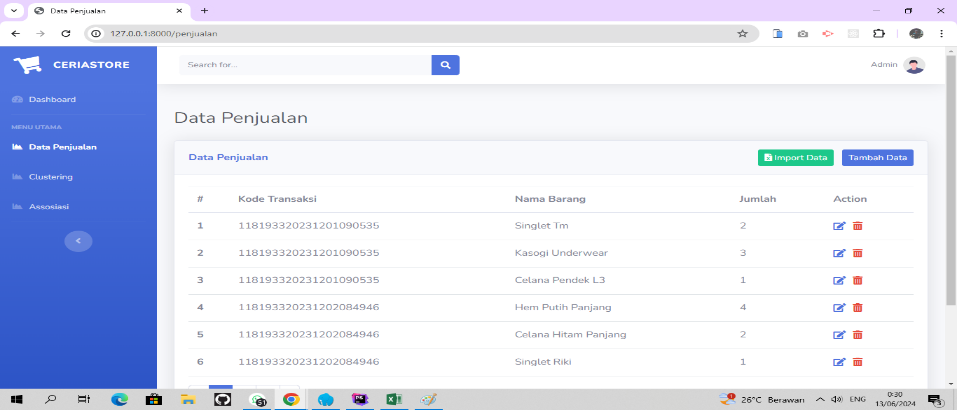 Data Penjualan
127.0.0.1:8000/penjualan
CERIASTORE
Search for...
Admin
Dashboard
MENU UTAMA
Data Penjualan
Clustering
Assosiasi
Data Penjualan
Data Penjualan
Import Data
Tambah Data
# Kode Transaksi Nama Barang Jumlah Action
1 118193320231201090535 Singlet Tm 2
2 118193320231201090535 Kasogi Underwear 3
3 118193320231201090535 Celana Pendek L3 1
4 118193320231202084946 Hem Putih Panjang 4
5 118193320231202084946 Celana Hitam Panjang 2
6 118193320231202084946 Singlet Riki 1
26°C Berawan
ENG
0:30
13/06/2024